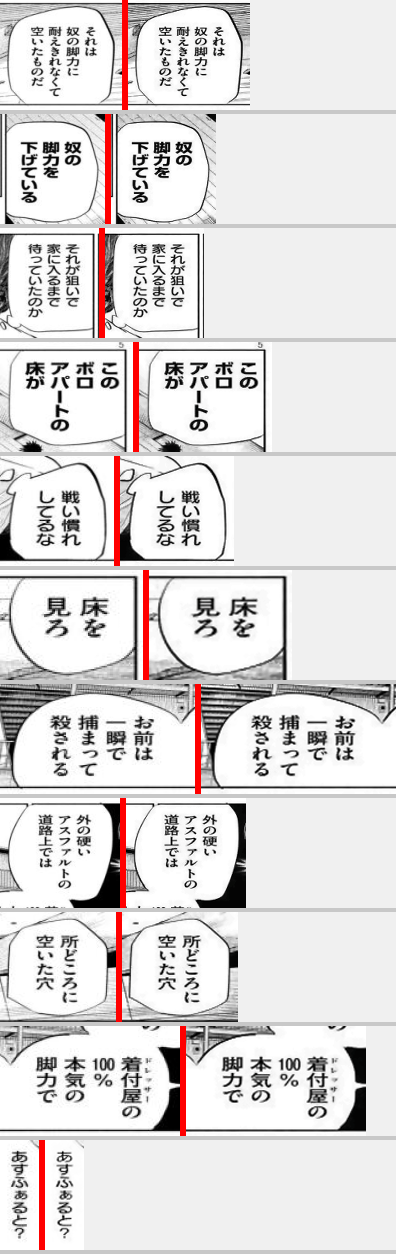 それは
奴の脚力に
耐えきれなくて
空いたものだ
それは
奴の脚力に
耐えきれなくて
空いたものだ
奴の
脚力を
下げている
奴の
脚力を
下げている
それが狙いで
家に入るまで
待っていたのか
それが狙いで
家に入るまで
待っていたのか
5
この
ボロ
アパートの
床が
5
この
ボロ
アパートの
床が
戦い慣れ
してるな
戦い慣れ
してるな
床を
見ろ
床を
見ろ
お前は
一瞬で
捕まって
殺される
お前は
一瞬で
捕まって
殺される
外の硬い
アスファルトの
道路上では
外の硬い
アスファルトの
道路上では
所どころに
空いた穴
所どころに
空いた穴
着付屋の
ドレッサー
100%
本気の
脚力で
着付屋の
ドレッサー
100%
本気の
脚力で
あすふぁると?
あすふぁると?